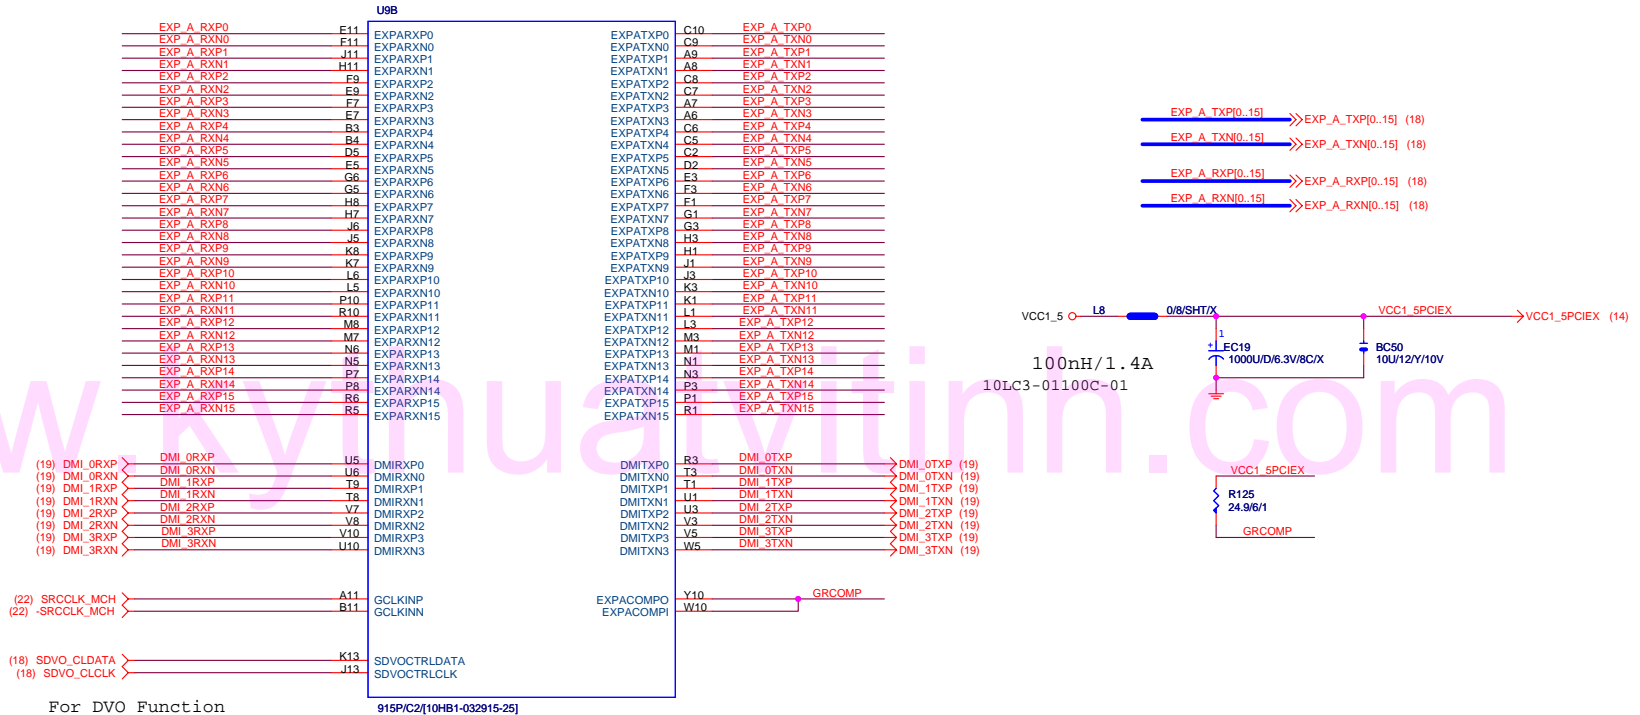 U9B
EXP_A_RXP0 E11 EXPARXP0 EXPATXP0 C10 EXP_A_TXP0
EXP_A_RXN0 F11 EXPARXN0 EXPATXN0 C9 EXP_A_TXN0
EXP_A_RXP1 J11 EXPARXP1 EXPATXP1 A9 EXP_A_TXP1
EXP_A_RXN1 H11 EXPARXN1 EXPATXN1 A8 EXP_A_TXN1
EXP_A_RXP2 F9 EXPARXP2 EXPATXP2 C8 EXP_A_TXP2
EXP_A_RXN2 E9 EXPARXN2 EXPATXN2 C7 EXP_A_TXN2
EXP_A_RXP3 F7 EXPARXP3 EXPATXP3 A7 EXP_A_TXP3
EXP_A_RXN3 E7 EXPARXN3 EXPATXN3 A6 EXP_A_TXN3
EXP_A_RXP4 B3 EXPARXP4 EXPATXP4 C6 EXP_A_TXP4
EXP_A_RXN4 B4 EXPARXN4 EXPATXN4 C5 EXP_A_TXN4
EXP_A_RXP5 D5 EXPARXP5 EXPATXP5 C2 EXP_A_TXP5
EXP_A_RXN5 E5 EXPARXN5 EXPATXN5 D2 EXP_A_TXN5
EXP_A_RXP6 G6 EXPARXP6 EXPATXP6 E3 EXP_A_TXP6
EXP_A_RXN6 G5 EXPARXN6 EXPATXN6 F3 EXP_A_TXN6
EXP_A_RXP7 H8 EXPARXP7 EXPATXP7 F1 EXP_A_TXP7
EXP_A_RXN7 H7 EXPARXN7 EXPATXN7 G1 EXP_A_TXN7
EXP_A_RXP8 J6 EXPARXP8 EXPATXP8 G3 EXP_A_TXP8
EXP_A_RXN8 J5 EXPARXN8 EXPATXN8 H3 EXP_A_TXN8
EXP_A_RXP9 K8 EXPARXP9 EXPATXP9 H1 EXP_A_TXP9
EXP_A_RXN9 K7 EXPARXN9 EXPATXN9 J1 EXP_A_TXN9
EXP_A_RXP10 L6 EXPARXP10 EXPATXP10 J3 EXP_A_TXP10
EXP_A_RXN10 L5 EXPARXN10 EXPATXN10 K3 EXP_A_TXN10
EXP_A_RXP11 P10 EXPARXP11 EXPATXP11 K1 EXP_A_TXP11
EXP_A_RXN11 R10 EXPARXN11 EXPATXN11 L1 EXP_A_TXN11
EXP_A_RXP12 M8 EXPARXP12 EXPATXP12 L3 EXP_A_TXP12
EXP_A_RXN12 M7 EXPARXN12 EXPATXN12 M3 EXP_A_TXN12
EXP_A_RXP13 N6 EXPARXP13 EXPATXP13 M1 EXP_A_TXP13
EXP_A_RXN13 N5 EXPARXN13 EXPATXN13 N1 EXP_A_TXN13
EXP_A_RXP14 P7 EXPARXP14 EXPATXP14 N3 EXP_A_TXP14
EXP_A_RXN14 P8 EXPARXN14 EXPATXN14 P3 EXP_A_TXN14
EXP_A_RXP15 R6 EXPARXP15 EXPATXP15 P1 EXP_A_TXP15
EXP_A_RXN15 R5 EXPARXN15 EXPATXN15 R1 EXP_A_TXN15
(19) DMI_0RXP DMI_0RXP U5 DMIRXP0 DMITXP0 R3 DMI_0TXP DMI_0TXP (19)
(19) DMI_0RXN DMI_0RXN U6 DMIRXN0 DMITXN0 T3 DMI_0TXN DMI_0TXN (19)
(19) DMI_1RXP DMI_1RXP T9 DMIRXP1 DMITXP1 T1 DMI_1TXP DMI_1TXP (19)
(19) DMI_1RXN DMI_1RXN T8 DMIRXN1 DMITXN1 U1 DMI_1TXN DMI_1TXN (19)
(19) DMI_2RXP DMI_2RXP V7 DMIRXP2 DMITXP2 U3 DMI_2TXP DMI_2TXP (19)
(19) DMI_2RXN DMI_2RXN V8 DMIRXN2 DMITXN2 V3 DMI_2TXN DMI_2TXN (19)
(19) DMI_3RXP DMI_3RXP V10 DMIRXP3 DMITXP3 V5 DMI_3TXP DMI_3TXP (19)
(19) DMI_3RXN DMI_3RXN U10 DMIRXN3 DMITXN3 W5 DMI_3TXN DMI_3TXN (19)
(22) SRCCLK_MCH A11 GCLKINP EXPACOMPO Y10 GRCOMP
(22) -SRCCLK_MCH B11 GCLKINN EXPACOMPI W10
(18) SDVO_CLDATA K13 SDVOCTRLDATA
(18) SDVO_CLCLK J13 SDVOCTRLCLK
For DVO Function
915P/C2/[10HB1-032915-25]
EXP_A_TXP[0..15] EXP_A_TXP[0..15] (18)
EXP_A_TXN[0..15] EXP_A_TXN[0..15] (18)
EXP_A_RXP[0..15] EXP_A_RXP[0..15] (18)
EXP_A_RXN[0..15] EXP_A_RXN[0..15] (18)
VCC1_5 L8 0/8/SHT/X VCC1_5PCIEX VCC1_5PCIEX (14)
1
+ EC19 BC50
1000U/D/6.3V/8C/X 10U/12/Y/10V
100nH/1.4A
10LC3-01100C-01
VCC1_5PCIEX
R125
24.9/6/1
GRCOMP
w.kythuatvitinh.com